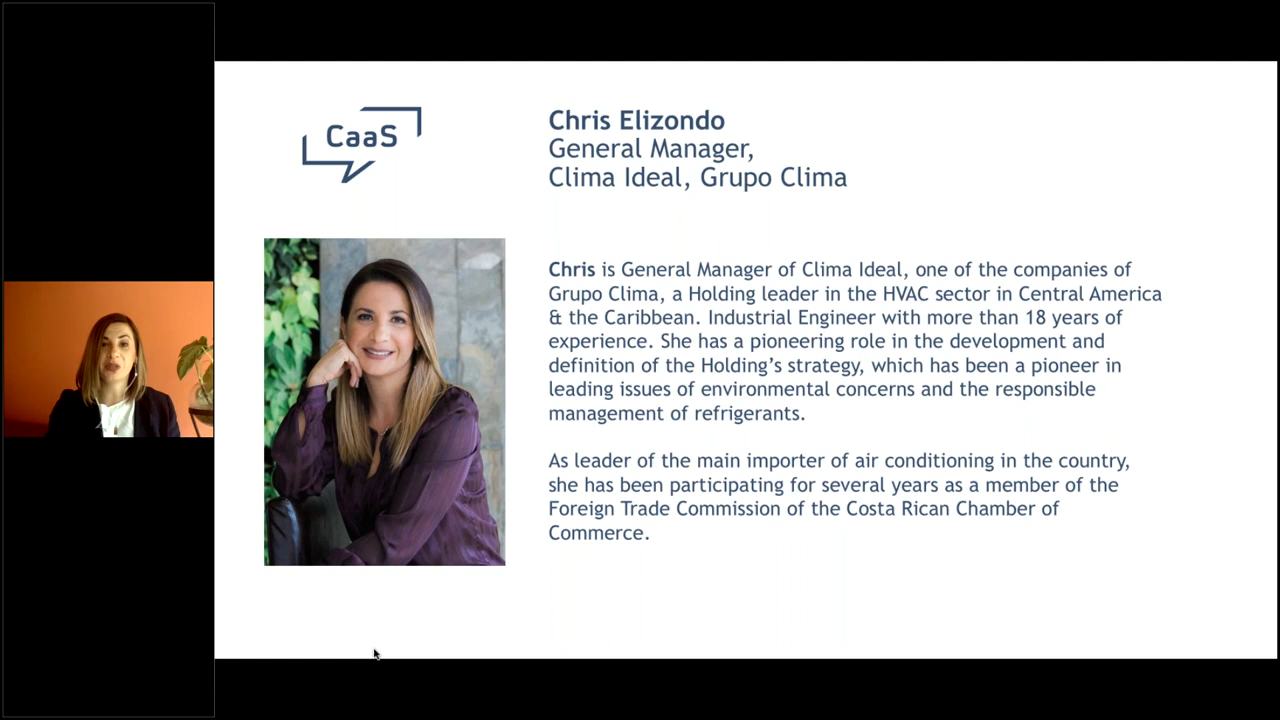 CaaS
Chris Elizondo
General Manager,
Clima Ideal, Grupo Clima
Chris is General Manager of Clima Ideal, one of the companies of
Grupo Clima, a Holding leader in the HVAC sector in Central America
& the Caribbean. Industrial Engineer with more than 18 years of
experience. She has a pioneering role in the development and
definition of the Holding’s strategy, which has been a pioneer in
leading issues of environmental concerns and the responsible
management of refrigerants.
As leader of the main importer of air conditioning in the country,
she has been participating for several years as a member of the
Foreign Trade Commission of the Costa Rican Chamber of
Commerce.